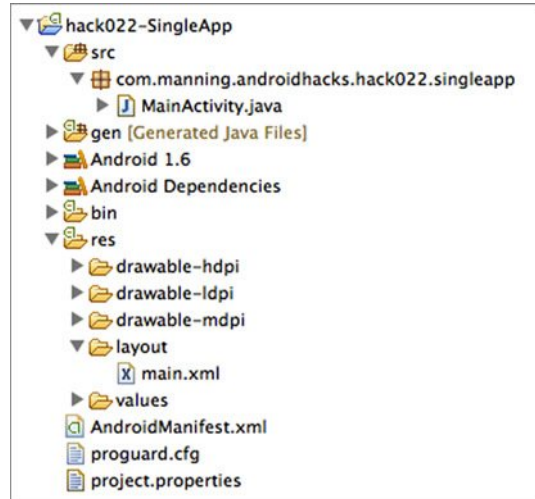 hack022-SingleApp
src
com.manning.androidhacks.hack022.singleapp
MainActivity.java
gen [Generated Java Files]
Android 1.6
Android Dependencies
bin
res
drawable-hdpi
drawable-ldpi
drawable-mdpi
layout
main.xml
values
AndroidManifest.xml
proguard.cfg
project.properties